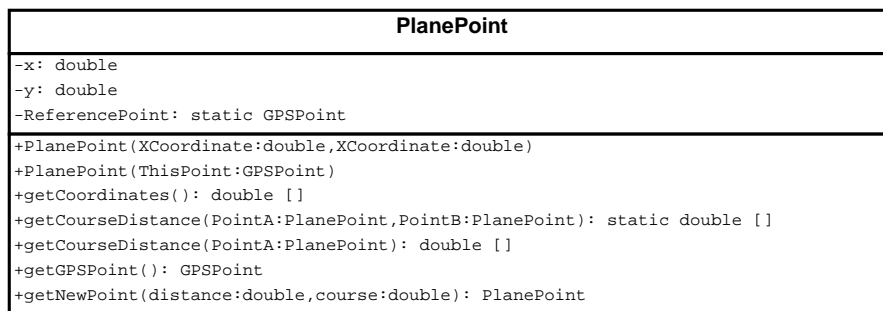 PlanePoint
-x: double
-y: double
-ReferencePoint: static GPSPoint
+PlanePoint(XCoordinate:double,XCoordinate:double)
+PlanePoint(ThisPoint:GPSPoint)
+getCoordinates(): double []
+getCourseDistance(PointA:PlanePoint,PointB:PlanePoint): static double []
+getCourseDistance(PointA:PlanePoint): double []
+getGPSPoint(): GPSPoint
+getNewPoint(distance:double,course:double): PlanePoint